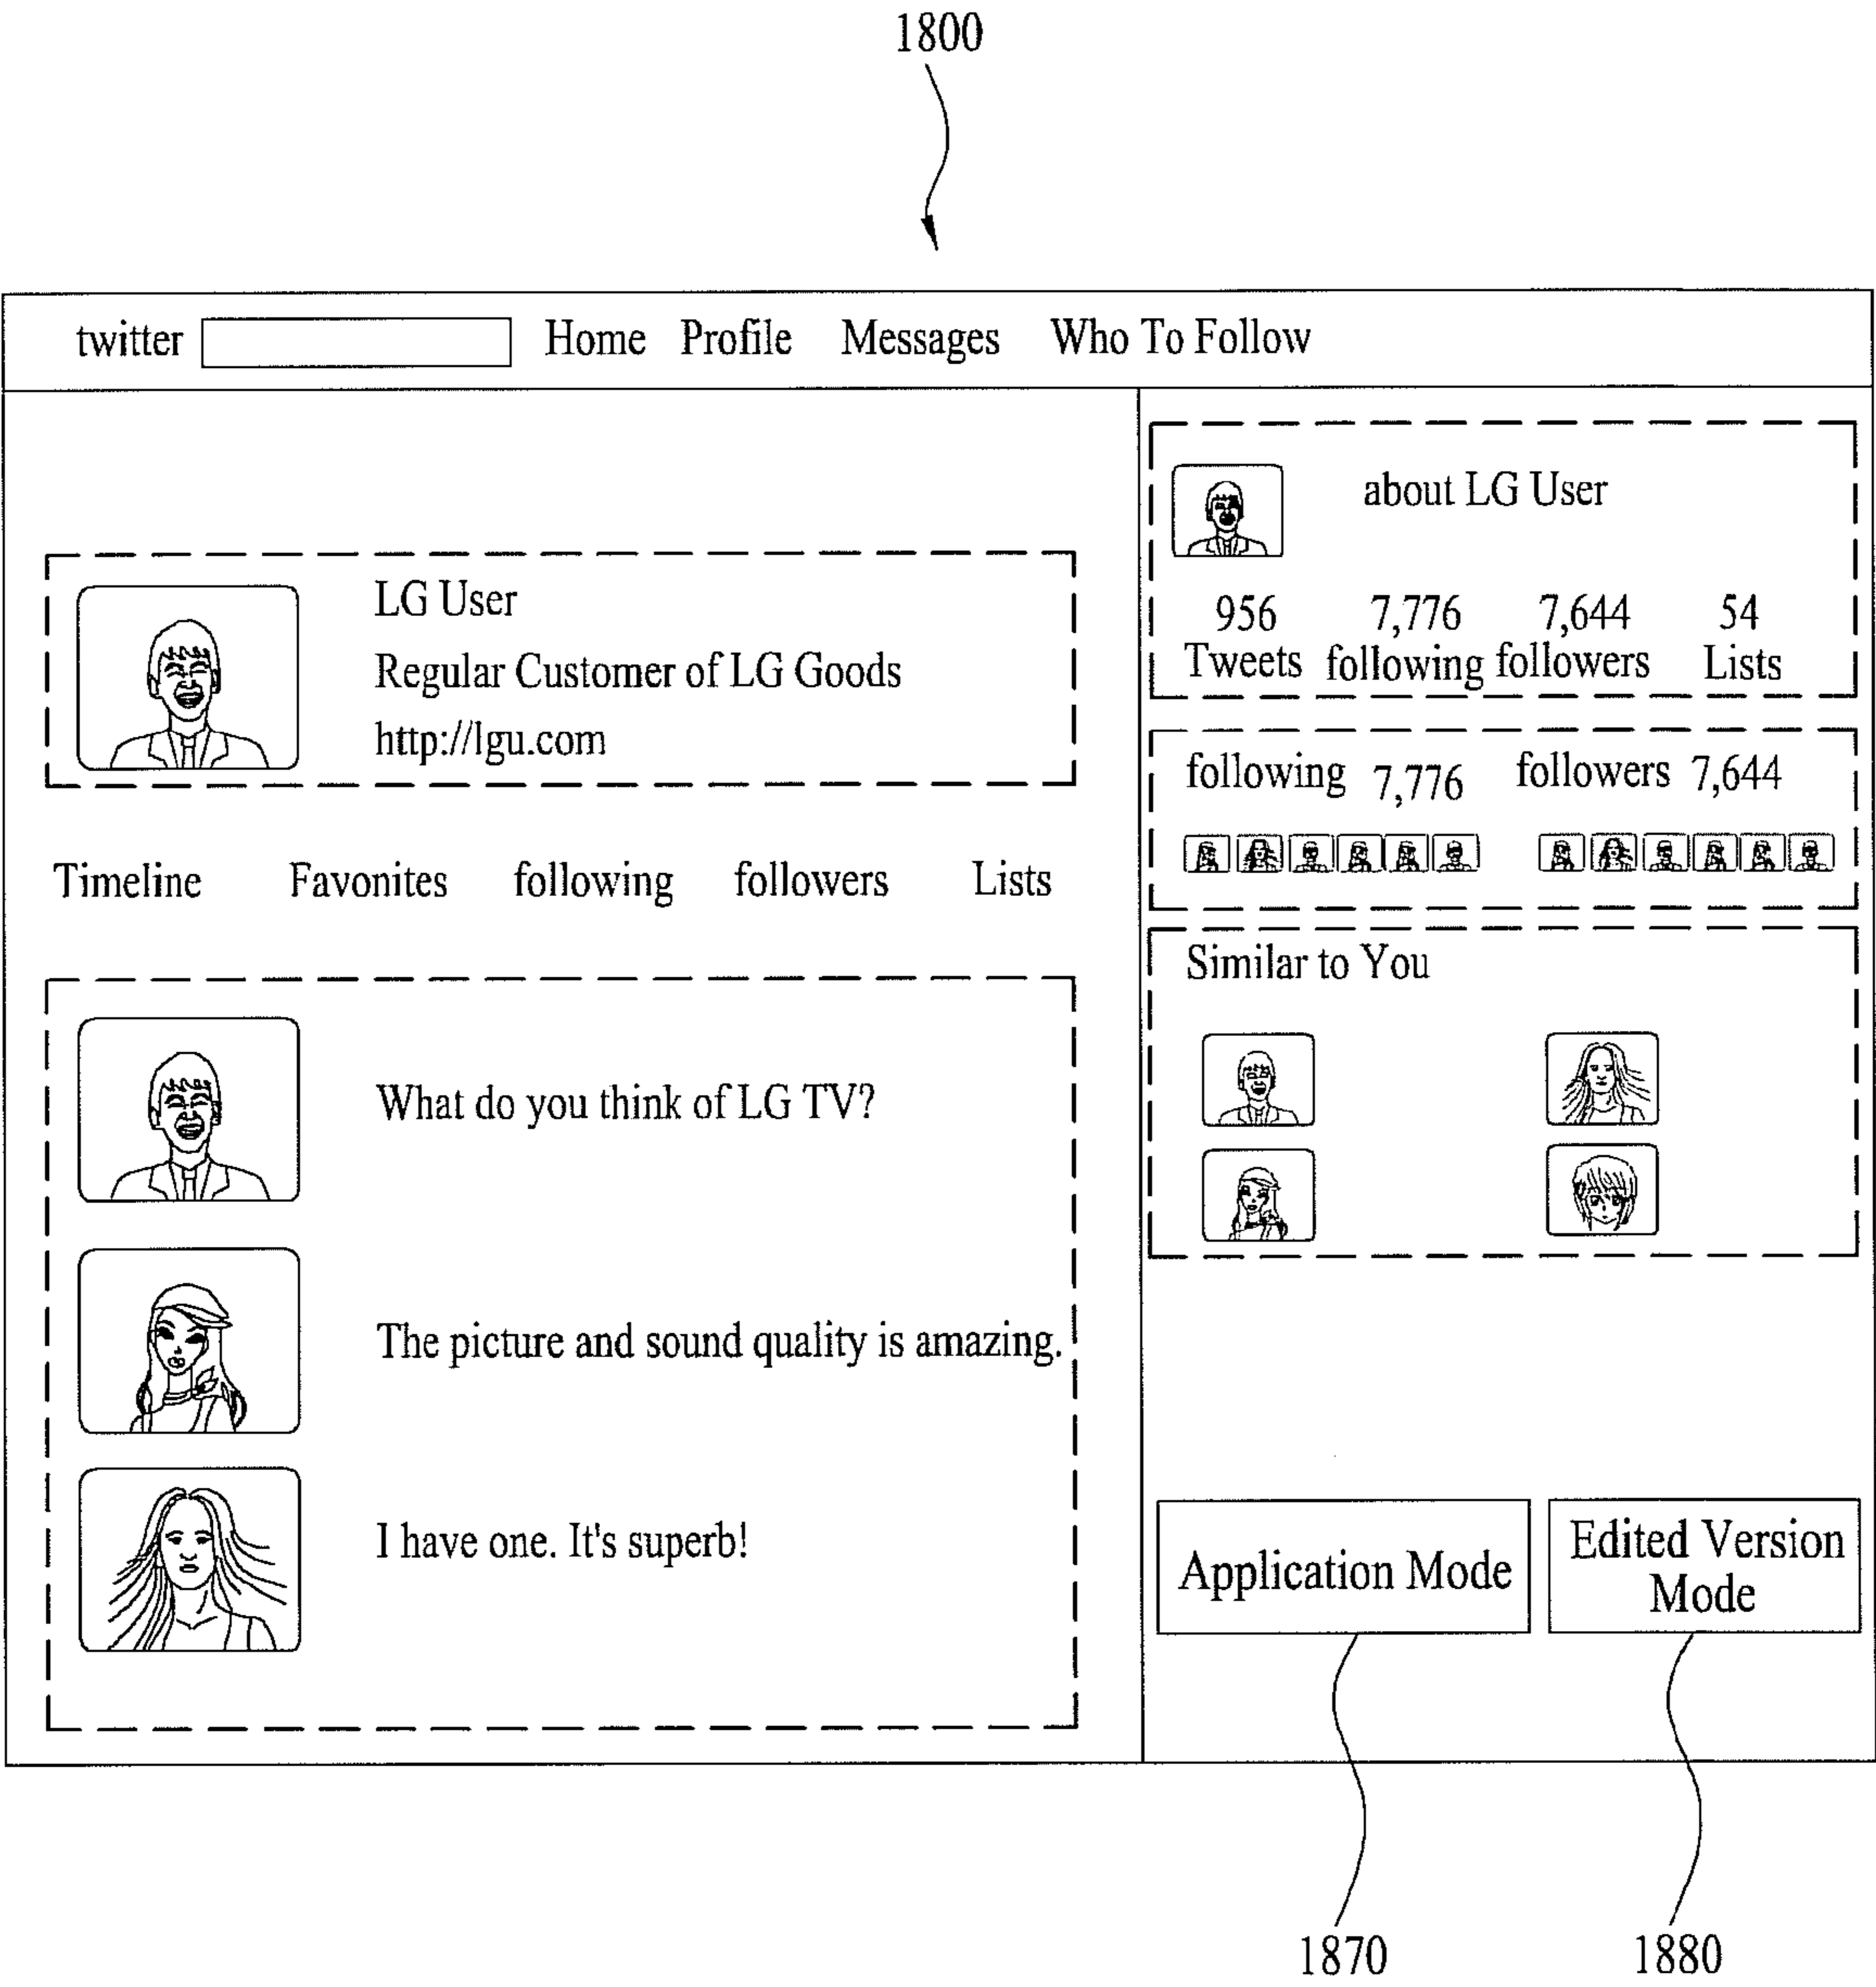 1800
twitter Home Profile Messages Who To Follow
LG User
Regular Customer of LG Goods
http://lgu.com
Timeline Favonites following followers Lists
What do you think of LG TV?
The picture and sound quality is amazing.
I have one. It's superb!
about LG User
956 7,776 7,644 54
Tweets following followers Lists
following 7,776 followers 7,644
Similar to You
Application Mode
Edited Version
Mode
1870 1880